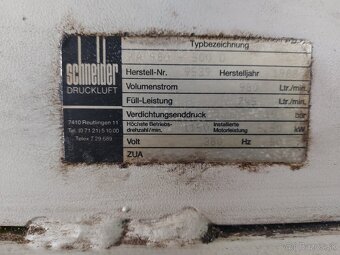 schneider
DRUCKLUFT
7410 Reutlingen 11
Tel. (0 71 21) 5 10 00
Telex 7 29 589
Typbezeichnung
Herstell-Nr. Herstelljahr
Volumenstrom Ltr./min.
Füll-Leistung Ltr./min.
Verdichtungsenddruck bar
Höchste Betriebs-drehzahl/min. Installierte Motorleistung kW
Volt Hz
ZUA